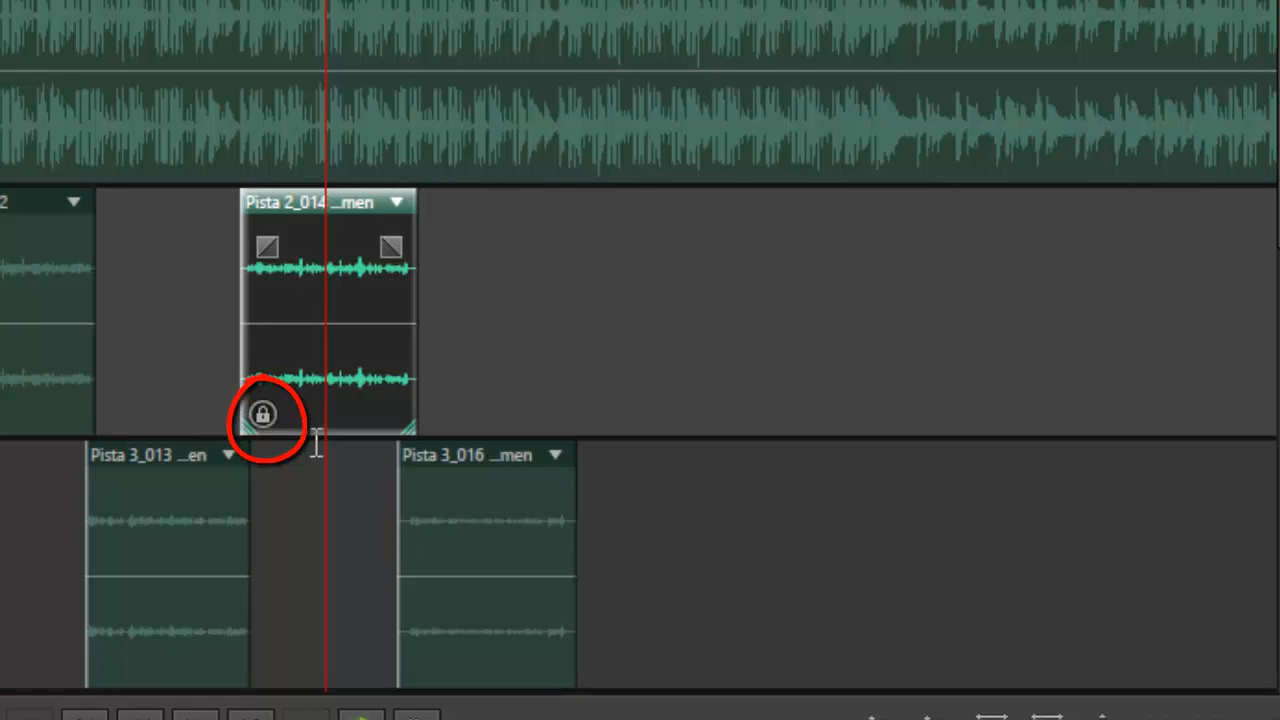 2
Pista 2_014 ...men
Pista 3_013 ...en
Pista 3_016 ...men